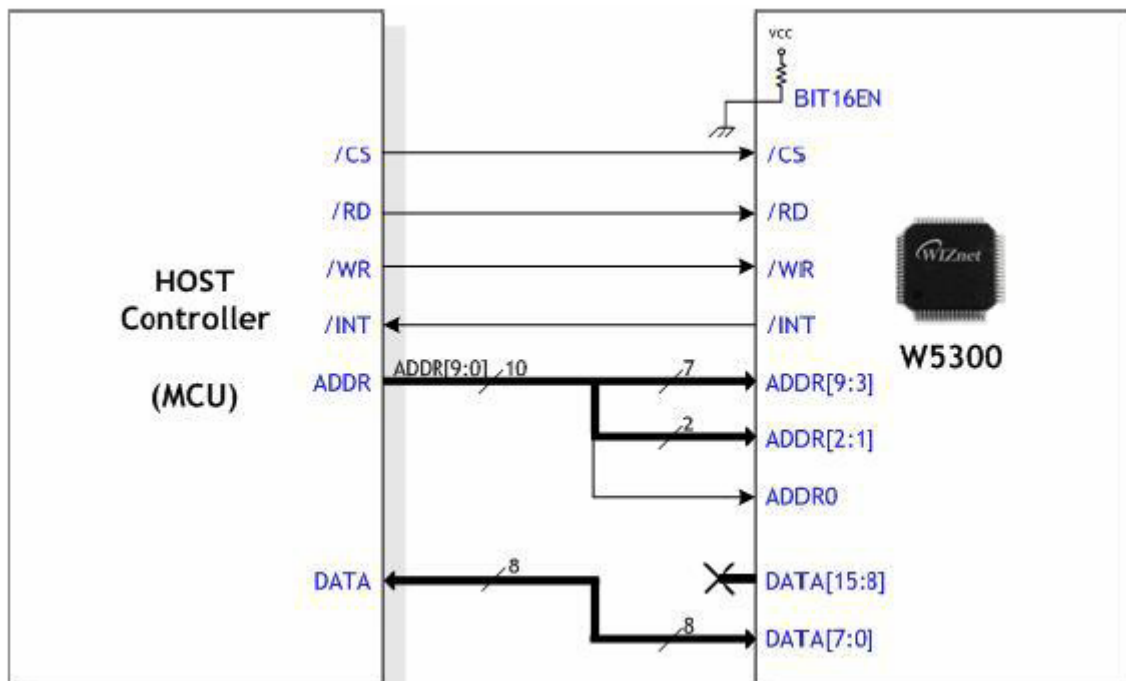 vcc
BIT16EN
/CS
/CS
/RD
/RD
/WR
/WR
HOST
Controller
(MCU)
/INT
/INT
WIZnet
W5300
ADDR
ADDR[9:0]
10
7
ADDR[9:3]
2
ADDR[2:1]
ADDR0
DATA
8
DATA[15:8]
8
DATA[7:0]